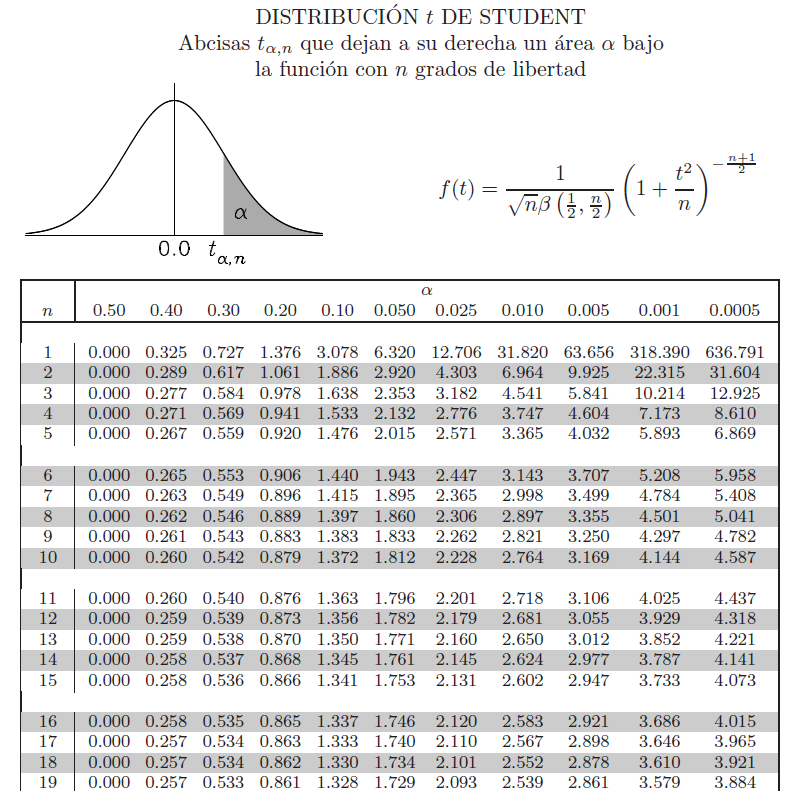 DISTRIBUCIÓN t DE STUDENT
Abcisas t_{α,n} que dejan a su derecha un área α bajo
la función con n grados de libertad
f(t) = \frac{1}{\sqrt{n}β(\frac{1}{2}, \frac{n}{2})} (1 + \frac{t^2}{n})^{-\frac{n+1}{2}}
α
0.0 t_{α,n}
α
n 0.50 0.40 0.30 0.20 0.10 0.050 0.025 0.010 0.005 0.001 0.0005
1 0.000 0.325 0.727 1.376 3.078 6.320 12.706 31.820 63.656 318.390 636.791
2 0.000 0.289 0.617 1.061 1.886 2.920 4.303 6.964 9.925 22.315 31.604
3 0.000 0.277 0.584 0.978 1.638 2.353 3.182 4.541 5.841 10.214 12.925
4 0.000 0.271 0.569 0.941 1.533 2.132 2.776 3.747 4.604 7.173 8.610
5 0.000 0.267 0.559 0.920 1.476 2.015 2.571 3.365 4.032 5.893 6.869
6 0.000 0.265 0.553 0.906 1.440 1.943 2.447 3.143 3.707 5.208 5.958
7 0.000 0.263 0.549 0.896 1.415 1.895 2.365 2.998 3.499 4.784 5.408
8 0.000 0.262 0.546 0.889 1.397 1.860 2.306 2.897 3.355 4.501 5.041
9 0.000 0.261 0.543 0.883 1.383 1.833 2.262 2.821 3.250 4.297 4.782
10 0.000 0.260 0.542 0.879 1.372 1.812 2.228 2.764 3.169 4.144 4.587
11 0.000 0.260 0.540 0.876 1.363 1.796 2.201 2.718 3.106 4.025 4.437
12 0.000 0.259 0.539 0.873 1.356 1.782 2.179 2.681 3.055 3.929 4.318
13 0.000 0.259 0.538 0.870 1.350 1.771 2.160 2.650 3.012 3.852 4.221
14 0.000 0.258 0.537 0.868 1.345 1.761 2.145 2.624 2.977 3.787 4.141
15 0.000 0.258 0.536 0.866 1.341 1.753 2.131 2.602 2.947 3.733 4.073
16 0.000 0.258 0.535 0.865 1.337 1.746 2.120 2.583 2.921 3.686 4.015
17 0.000 0.257 0.534 0.863 1.333 1.740 2.110 2.567 2.898 3.646 3.965
18 0.000 0.257 0.534 0.862 1.330 1.734 2.101 2.552 2.878 3.610 3.921
19 0.000 0.257 0.533 0.861 1.328 1.729 2.093 2.539 2.861 3.579 3.884